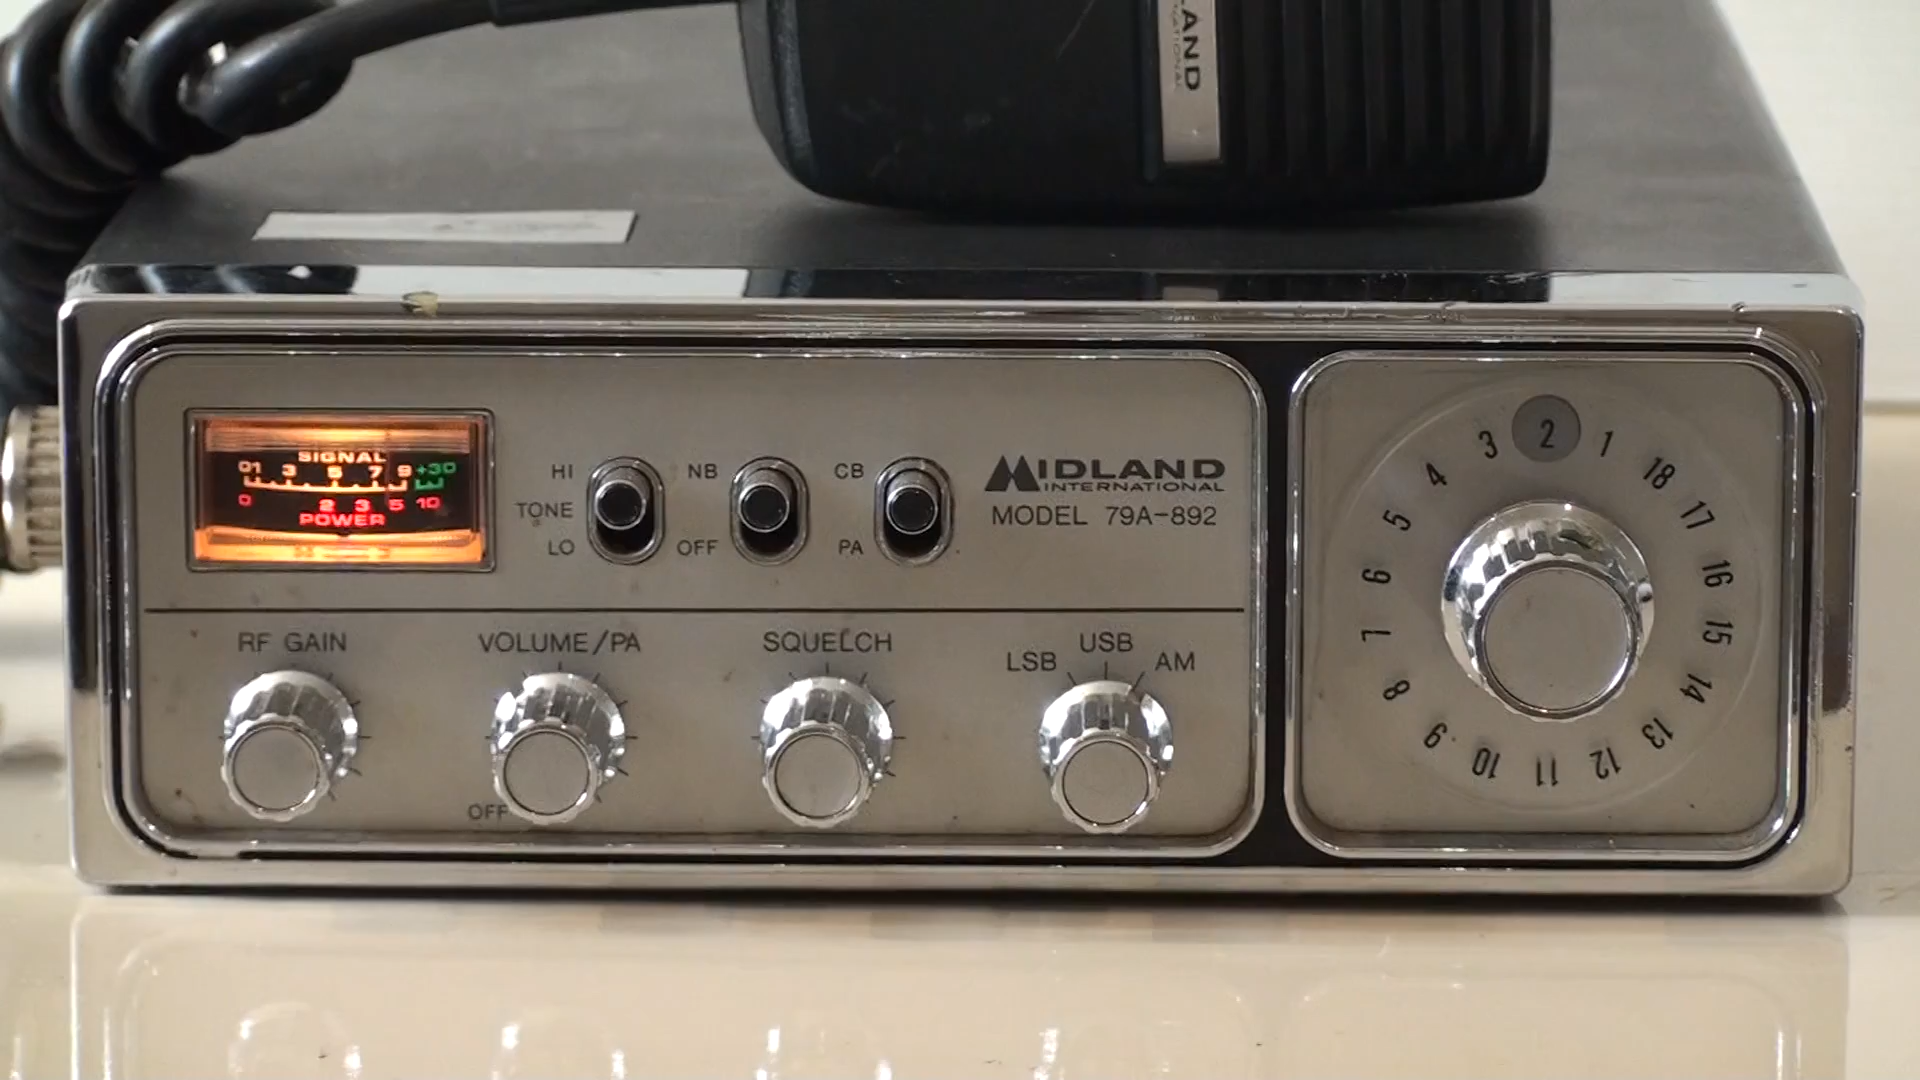 LAND
NATIONAL
SIGNAL
01 3 5 7 9 +30
0 2 3 5 10
POWER
HI
TONE
LO
NB
OFF
CB
PA
MIDLAND
INTERNATIONAL
MODEL 79A-892
RF GAIN
VOLUME/PA
OFF
SQUELCH
LSB
USB
AM
2
1
18
17
16
15
14
13
12
11
10
9
8
7
6
5
4
3